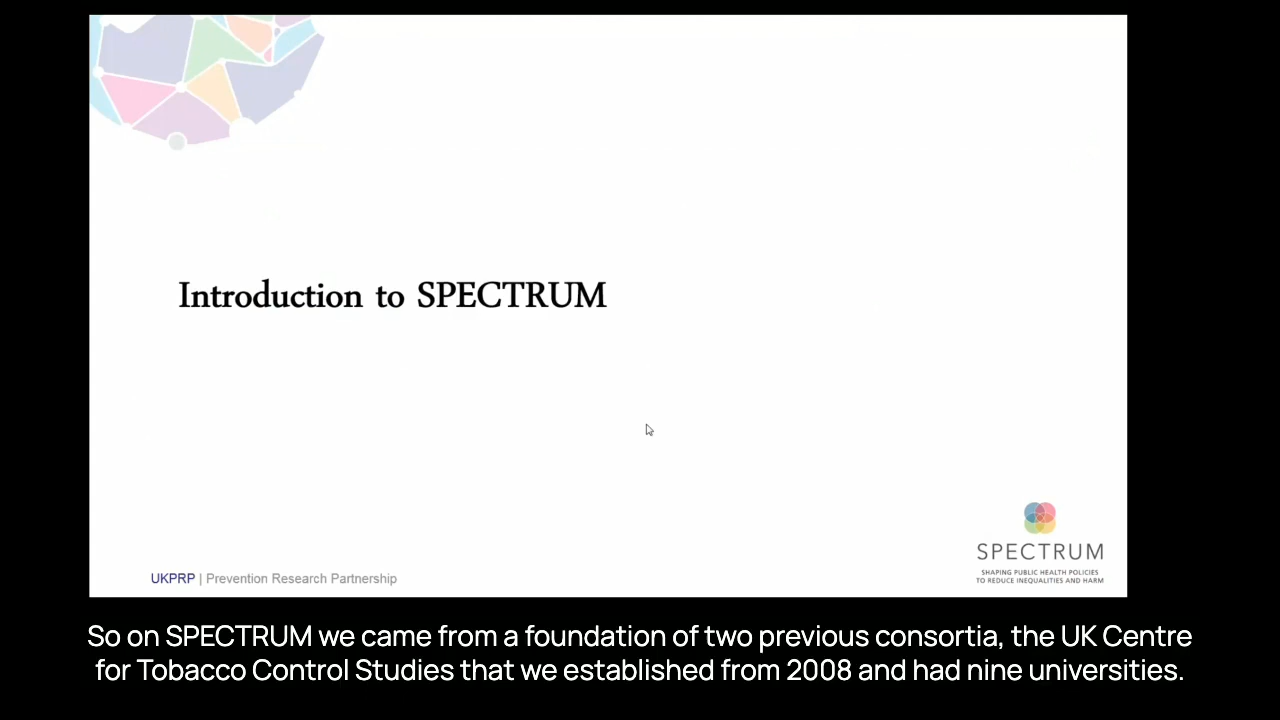 Introduction to SPECTRUM
SPECTRUM
SHAPING PUBLIC HEALTH POLICIES
TO REDUCE INEQUALITIES AND HARM
UKPRP | Prevention Research Partnership
So on SPECTRUM we came from a foundation of two previous consortia, the UK Centre
for Tobacco Control Studies that we established from 2008 and had nine universities.